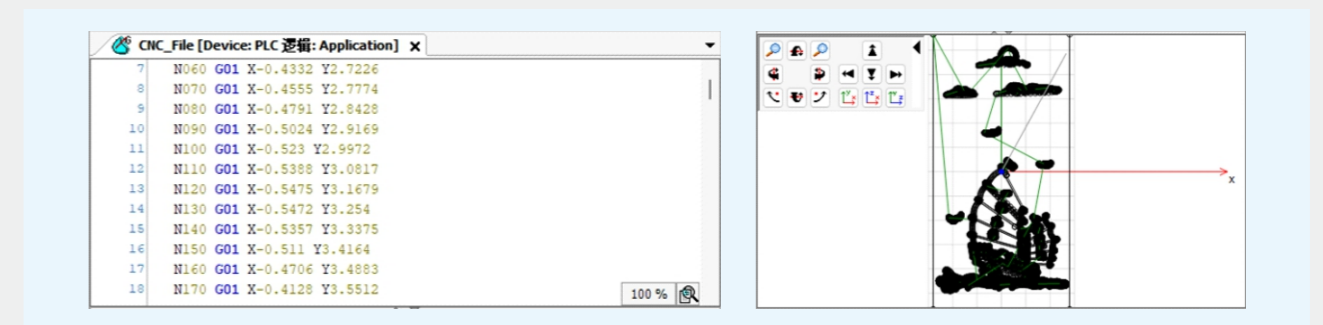 CNC_File [Device: PLC 逻辑: Application]
7 N060 G01 X-0.4332 Y2.7226
8 N070 G01 X-0.4555 Y2.7774
9 N080 G01 X-0.4791 Y2.8428
10 N090 G01 X-0.5024 Y2.9169
11 N100 G01 X-0.523 Y2.9972
12 N110 G01 X-0.5388 Y3.0817
13 N120 G01 X-0.5475 Y3.1679
14 N130 G01 X-0.5472 Y3.254
15 N140 G01 X-0.5357 Y3.3375
16 N150 G01 X-0.511 Y3.4164
17 N160 G01 X-0.4706 Y3.4883
18 N170 G01 X-0.4128 Y3.5512
100 %
x